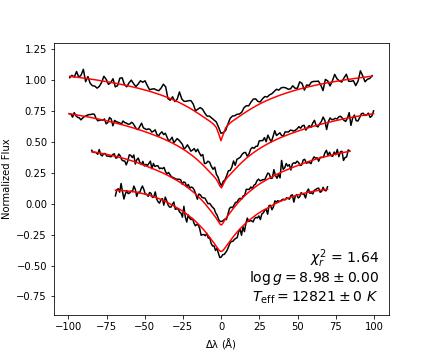 1.25
1.00
0.75
0.50
0.25
0.00
−0.25
−0.50
−0.75
Normalized Flux
χ²ᵣ = 1.64
log g = 8.98 ± 0.00
T_eff = 12821 ± 0 K
−100 −75 −50 −25 0 25 50 75 100
Δλ (Å)